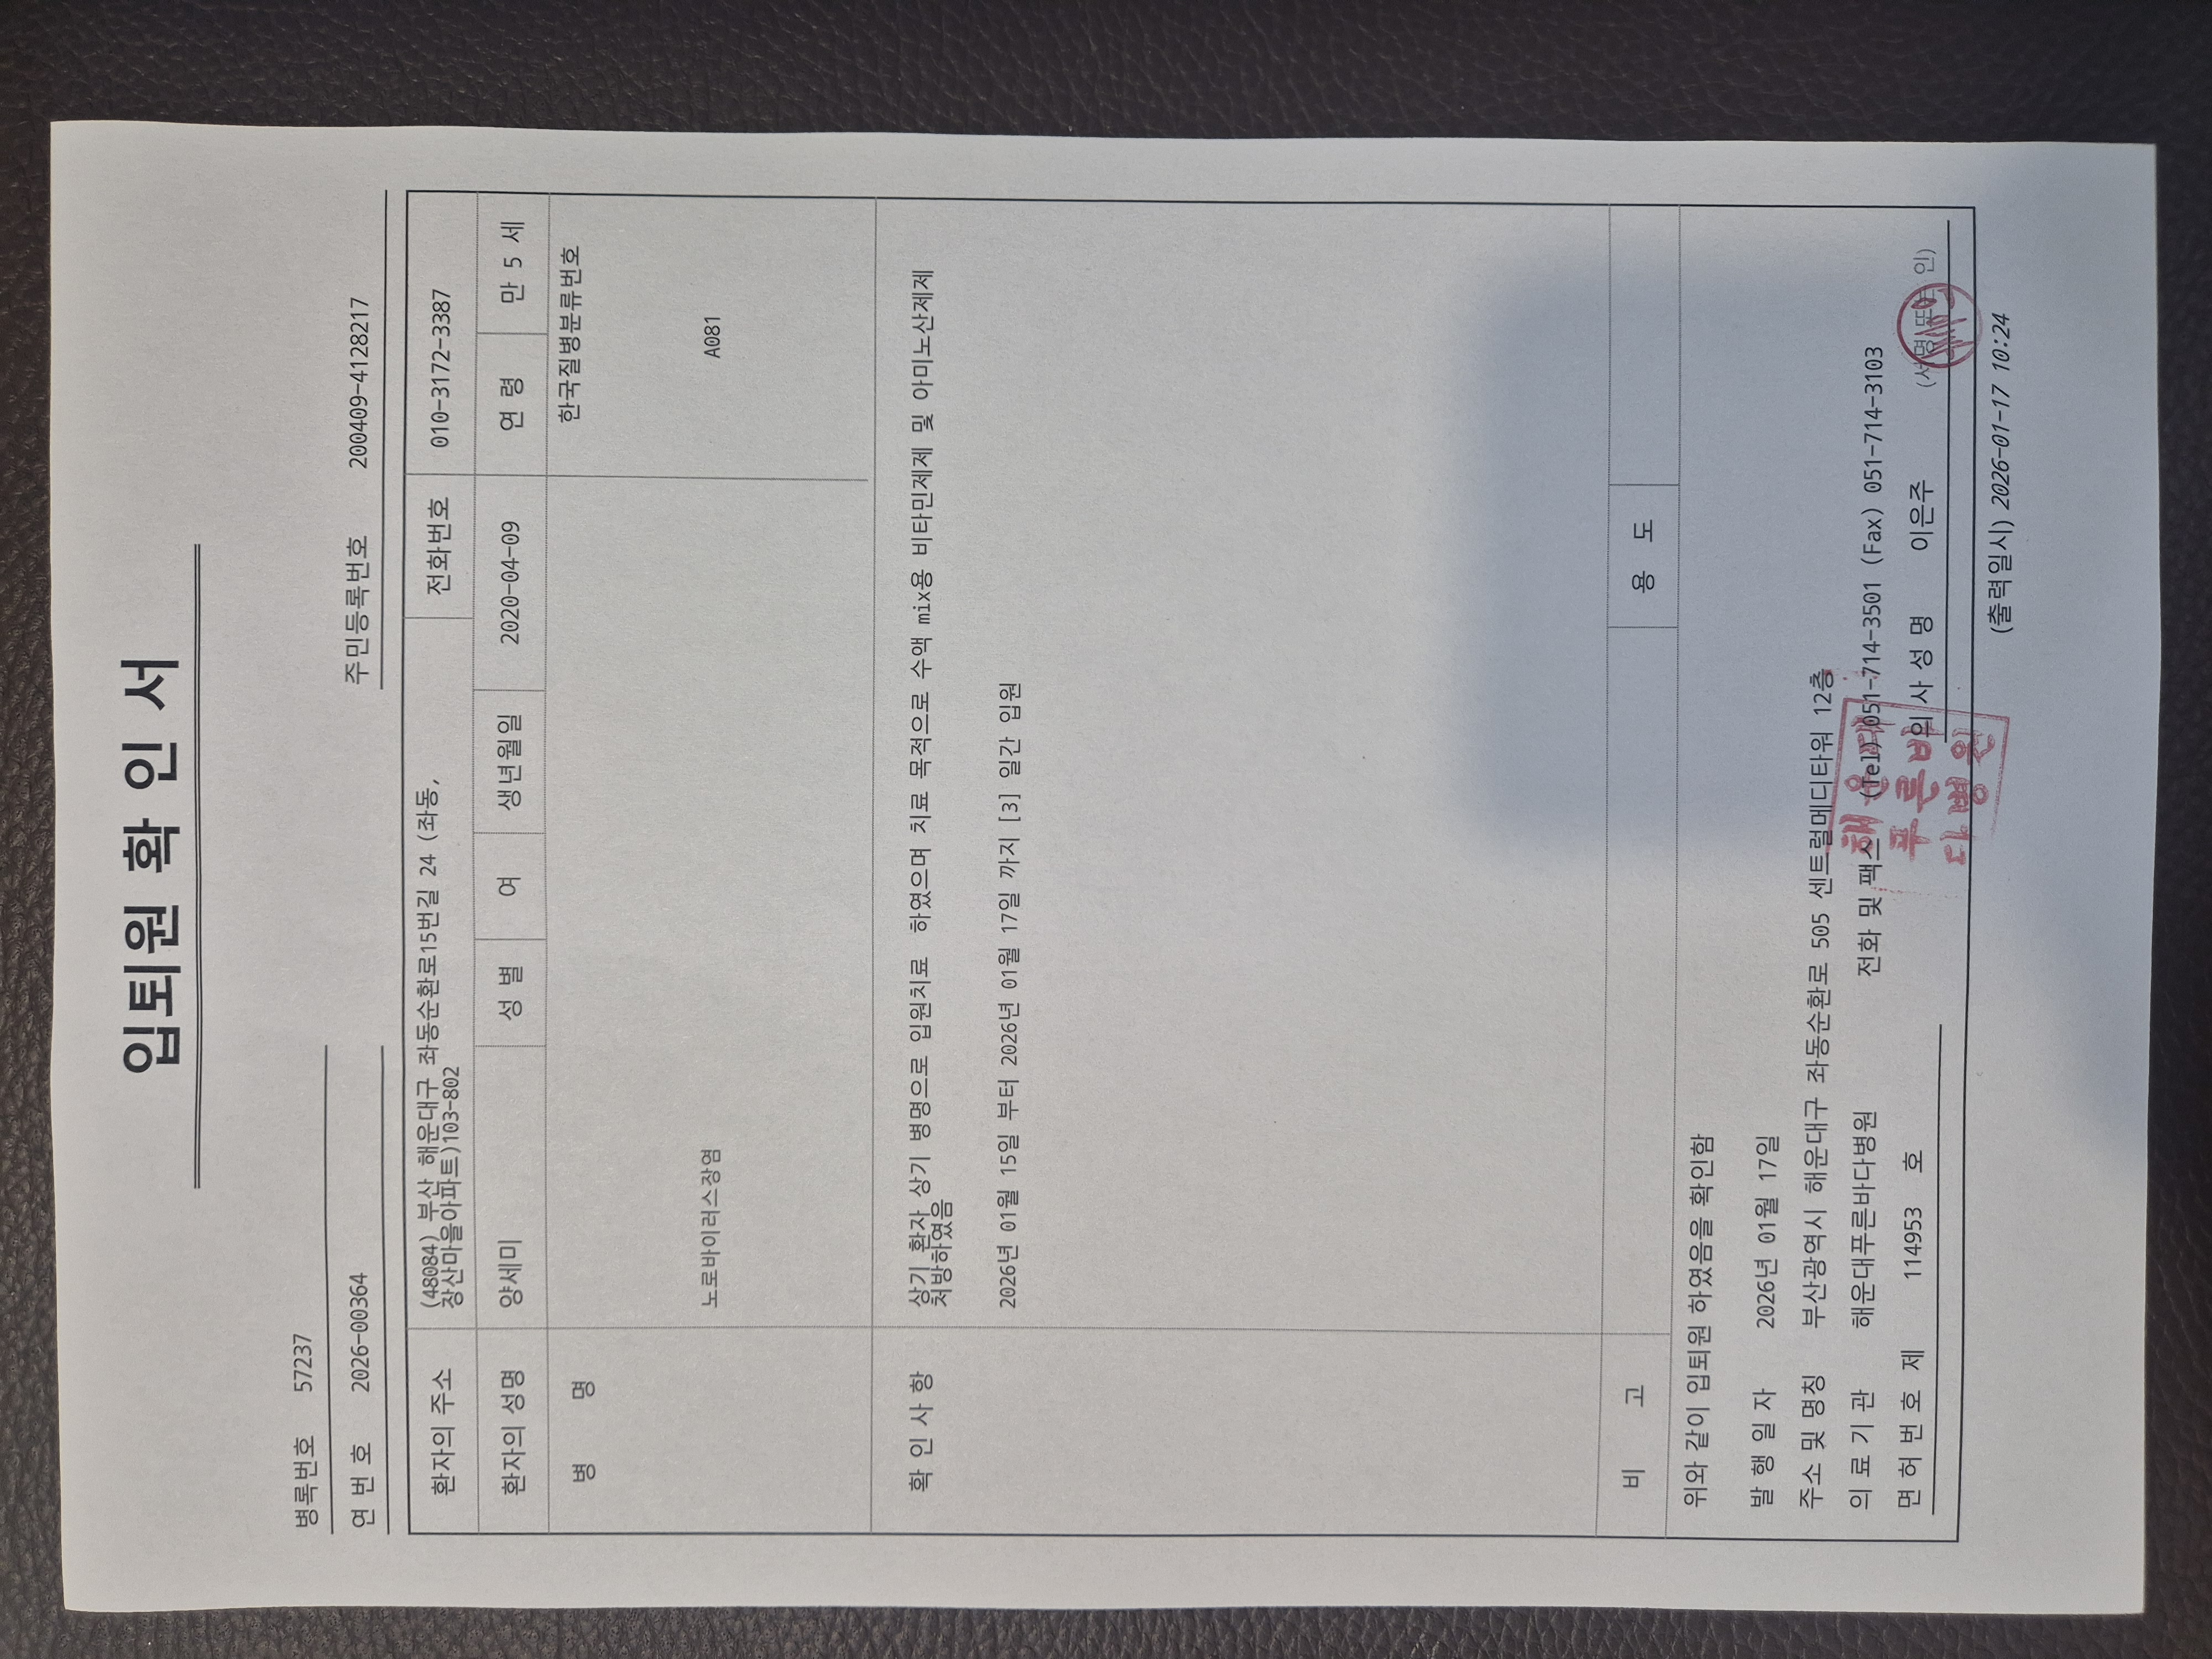 입 퇴 원 확 인 서
병록번호 57237
연 번 호 2026-00364
주민등록번호 200409-4128217
환자의 주소 (48084) 부산 해운대구 좌동순환로15번길 24 (좌동, 장산마을아파트)103-802 전화번호 010-3172-3387
환자의 성명 양세미 성 별 여 생년월일 2020-04-09 연 령 만 5 세
병 명 한국질병분류번호
노로바이러스장염 A081
확 인 사 항 상기 환자 상기 병명으로 입원치료 하였으며 치료 목적으로 수액 mix용 비타민제제 및 아미노산제제
처방하였음
2026년 01월 15일 부터 2026년 01월 17일 까지 [3] 일간 입원
비 고 용 도
위와 같이 입퇴원 하였음을 확인함
발 행 일 자 2026년 01월 17일
주소 및 명칭 부산광역시 해운대구 좌동순환로 505 센트럴메디타워 12층
의 료 기 관 해운대푸른바다병원 전화 및 팩스 (Tel)051-714-3501 (Fax) 051-714-3103
면 허 번 호 제 114953 호 의 사 성 명 이은주 (서명 또는 인)
해운대
푸른바
다병원
(출력일시) 2026-01-17 10:24